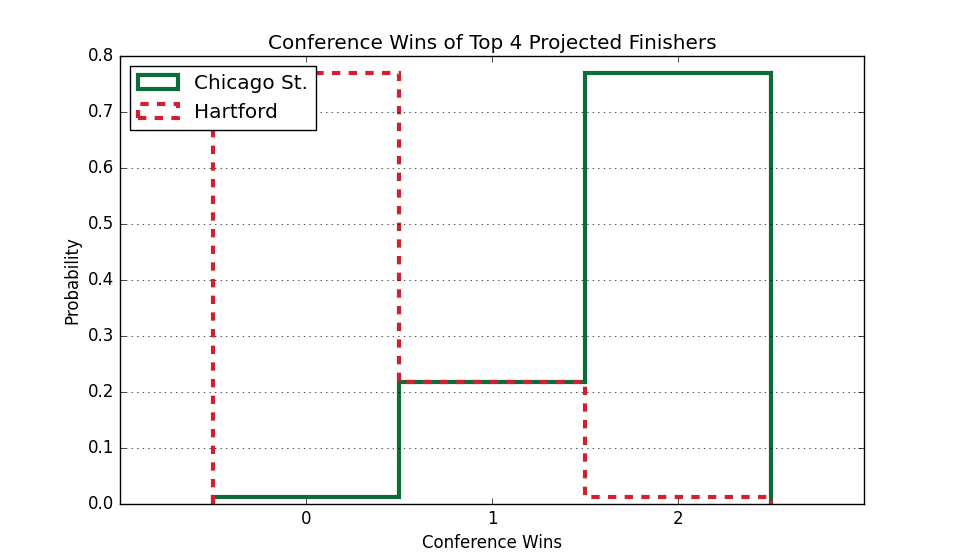 Conference Wins of Top 4 Projected Finishers
Chicago St.
Hartford
0.8
0.7
0.6
0.5
0.4
0.3
0.2
0.1
0.0
Probability
0 1 2
Conference Wins